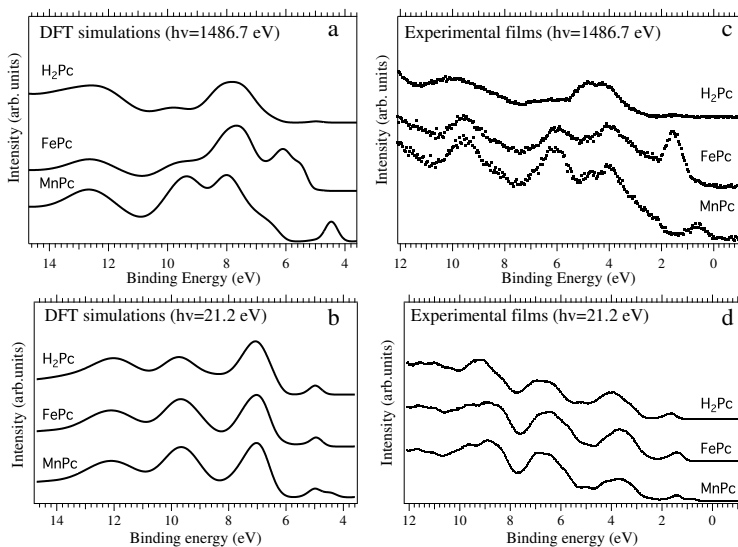 DFT simulations (hν=1486.7 eV) a
H₂Pc
FePc
MnPc
Intensity (arb. units)
14 12 10 8 6 4
Binding Energy (eV)
Experimental films (hν=1486.7 eV) c
H₂Pc
FePc
MnPc
Intensity (arb. units)
12 10 8 6 4 2 0
Binding Energy (eV)
DFT simulations (hν=21.2 eV) b
H₂Pc
FePc
MnPc
Intensity (arb.units)
14 12 10 8 6 4
Binding energy (eV)
Experimental films (hν=21.2 eV) d
H₂Pc
FePc
MnPc
Intensity (arb.units)
12 10 8 6 4 2 0
Binding energy (eV)